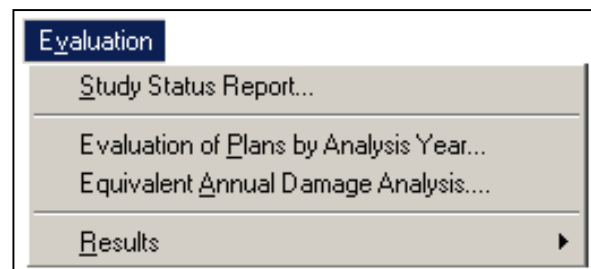 Evaluation
Study Status Report...
Evaluation of Plans by Analysis Year...
Equivalent Annual Damage Analysis....
Results